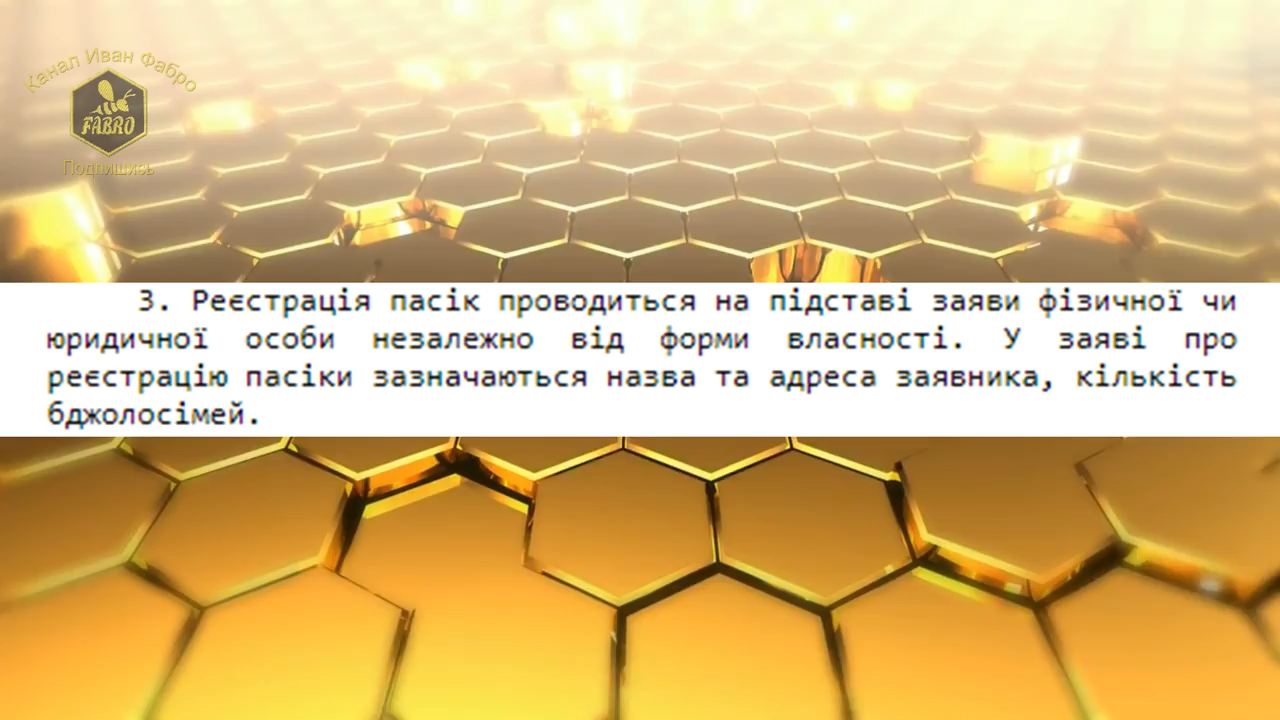 Канал Иван Фабро
FABRO
Подпишись
3. Реєстрація пасік проводиться на підставі заяви фізичної чи
юридичної особи незалежно від форми власності. У заяві про
реєстрацію пасіки зазначаються назва та адреса заявника, кількість
бджолосімей.